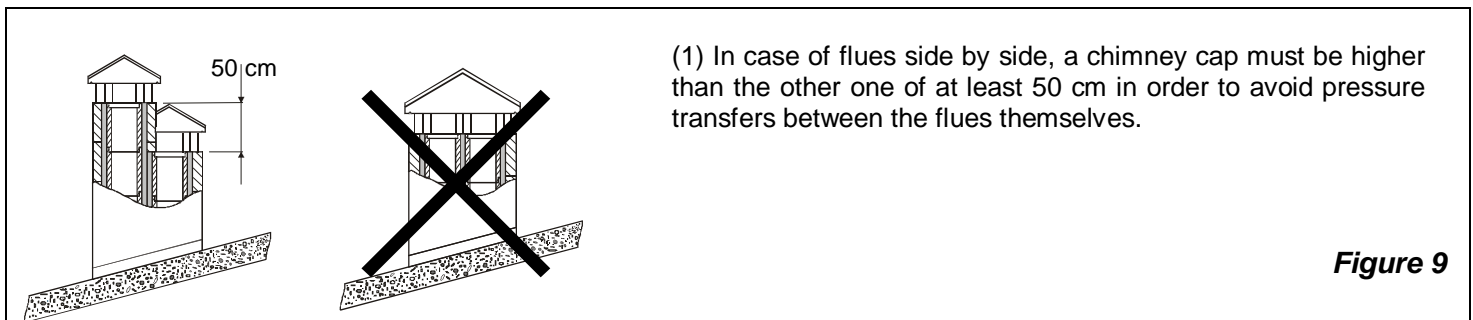 50 cm
(1) In case of flues side by side, a chimney cap must be higher
than the other one of at least 50 cm in order to avoid pressure
transfers between the flues themselves.
Figure 9